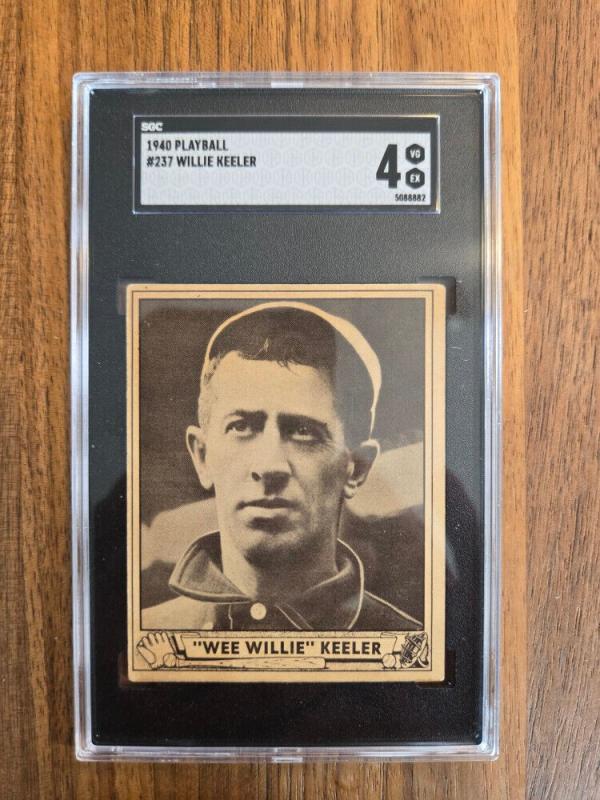 SGC
1940 PLAYBALL
#237 WILLIE KEELER
4
VG
EX
5088882
"WEE WILLIE" KEELER